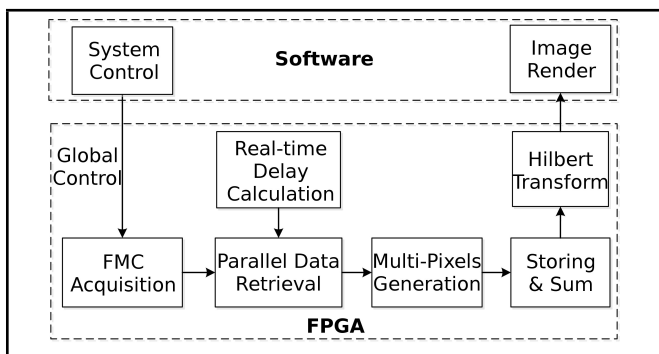 System
Control
Software
Image
Render
Global
Control
Real-time
Delay
Calculation
Hilbert
Transform
FMC
Acquisition
Parallel Data
Retrieval
Multi-Pixels
Generation
Storing
& Sum
FPGA